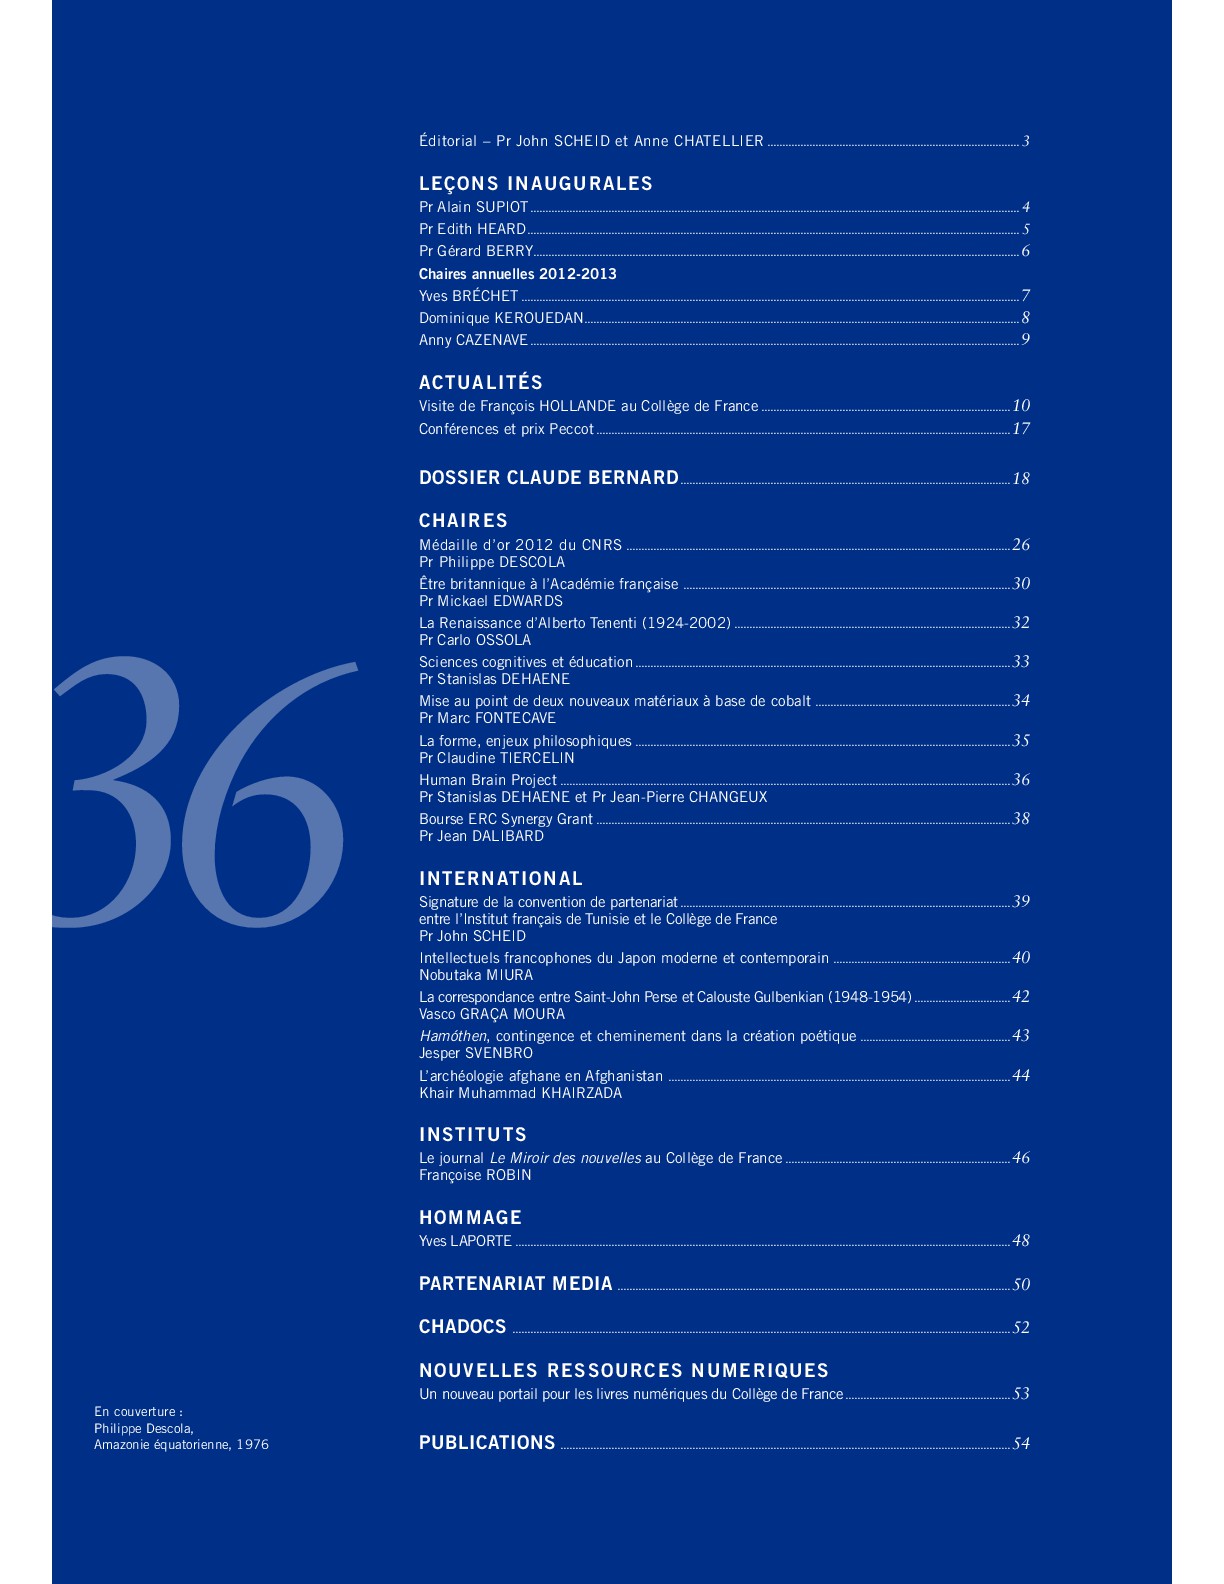 Éditorial – Pr John SCHEID et Anne CHATELLIER 3
LEÇONS INAUGURALES
Pr Alain SUPIOT 4
Pr Edith HEARD 5
Pr Gérard BERRY 6
Chaires annuelles 2012-2013
Yves BRÉCHET 7
Dominique KEROUEDAN 8
Anny CAZENAVE 9
ACTUALITÉS
Visite de François HOLLANDE au Collège de France 10
Conférences et prix Peccot 17
DOSSIER CLAUDE BERNARD 18
CHAIRES
Médaille d’or 2012 du CNRS 26
Pr Philippe DESCOLA
Être britannique à l’Académie française 30
Pr Mickael EDWARDS
La Renaissance d’Alberto Tenenti (1924-2002) 32
Pr Carlo OSSOLA
Sciences cognitives et éducation 33
Pr Stanislas DEHAENE
Mise au point de deux nouveaux matériaux à base de cobalt 34
Pr Marc FONTECAVE
La forme, enjeux philosophiques 35
Pr Claudine TIERCELIN
Human Brain Project 36
Pr Stanislas DEHAENE et Pr Jean-Pierre CHANGEUX
Bourse ERC Synergy Grant 38
Pr Jean DALIBARD
INTERNATIONAL
Signature de la convention de partenariat 39
entre l’Institut français de Tunisie et le Collège de France
Pr John SCHEID
Intellectuels francophones du Japon moderne et contemporain 40
Nobutaka MIURA
La correspondance entre Saint-John Perse et Calouste Gulbenkian (1948-1954) 42
Vasco GRAÇA MOURA
Hamóthen, contingence et cheminement dans la création poétique 43
Jesper SVENBRO
L’archéologie afghane en Afghanistan 44
Khair Muhammad KHAIRZADA
INSTITUTS
Le journal Le Miroir des nouvelles au Collège de France 46
Françoise ROBIN
HOMMAGE
Yves LAPORTE 48
PARTENARIAT MEDIA 50
CHADOCS 52
NOUVELLES RESSOURCES NUMERIQUES
Un nouveau portail pour les livres numériques du Collège de France 53
PUBLICATIONS 54
36
En couverture :
Philippe Descola,
Amazonie équatorienne, 1976